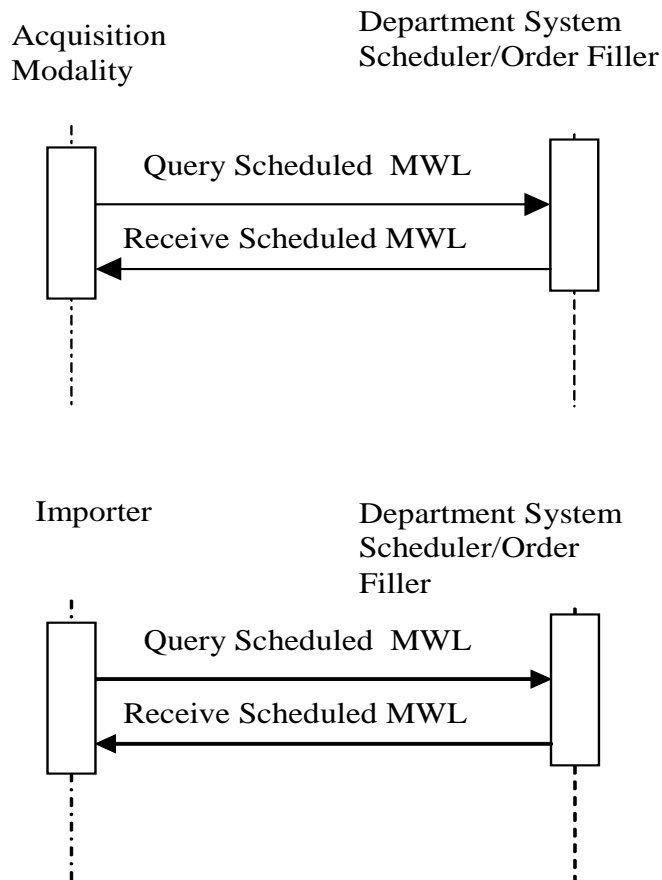 Acquisition
Modality
Department System
Scheduler/Order Filler
Query Scheduled MWL
Receive Scheduled MWL
Importer
Department System
Scheduler/Order
Filler
Query Scheduled MWL
Receive Scheduled MWL